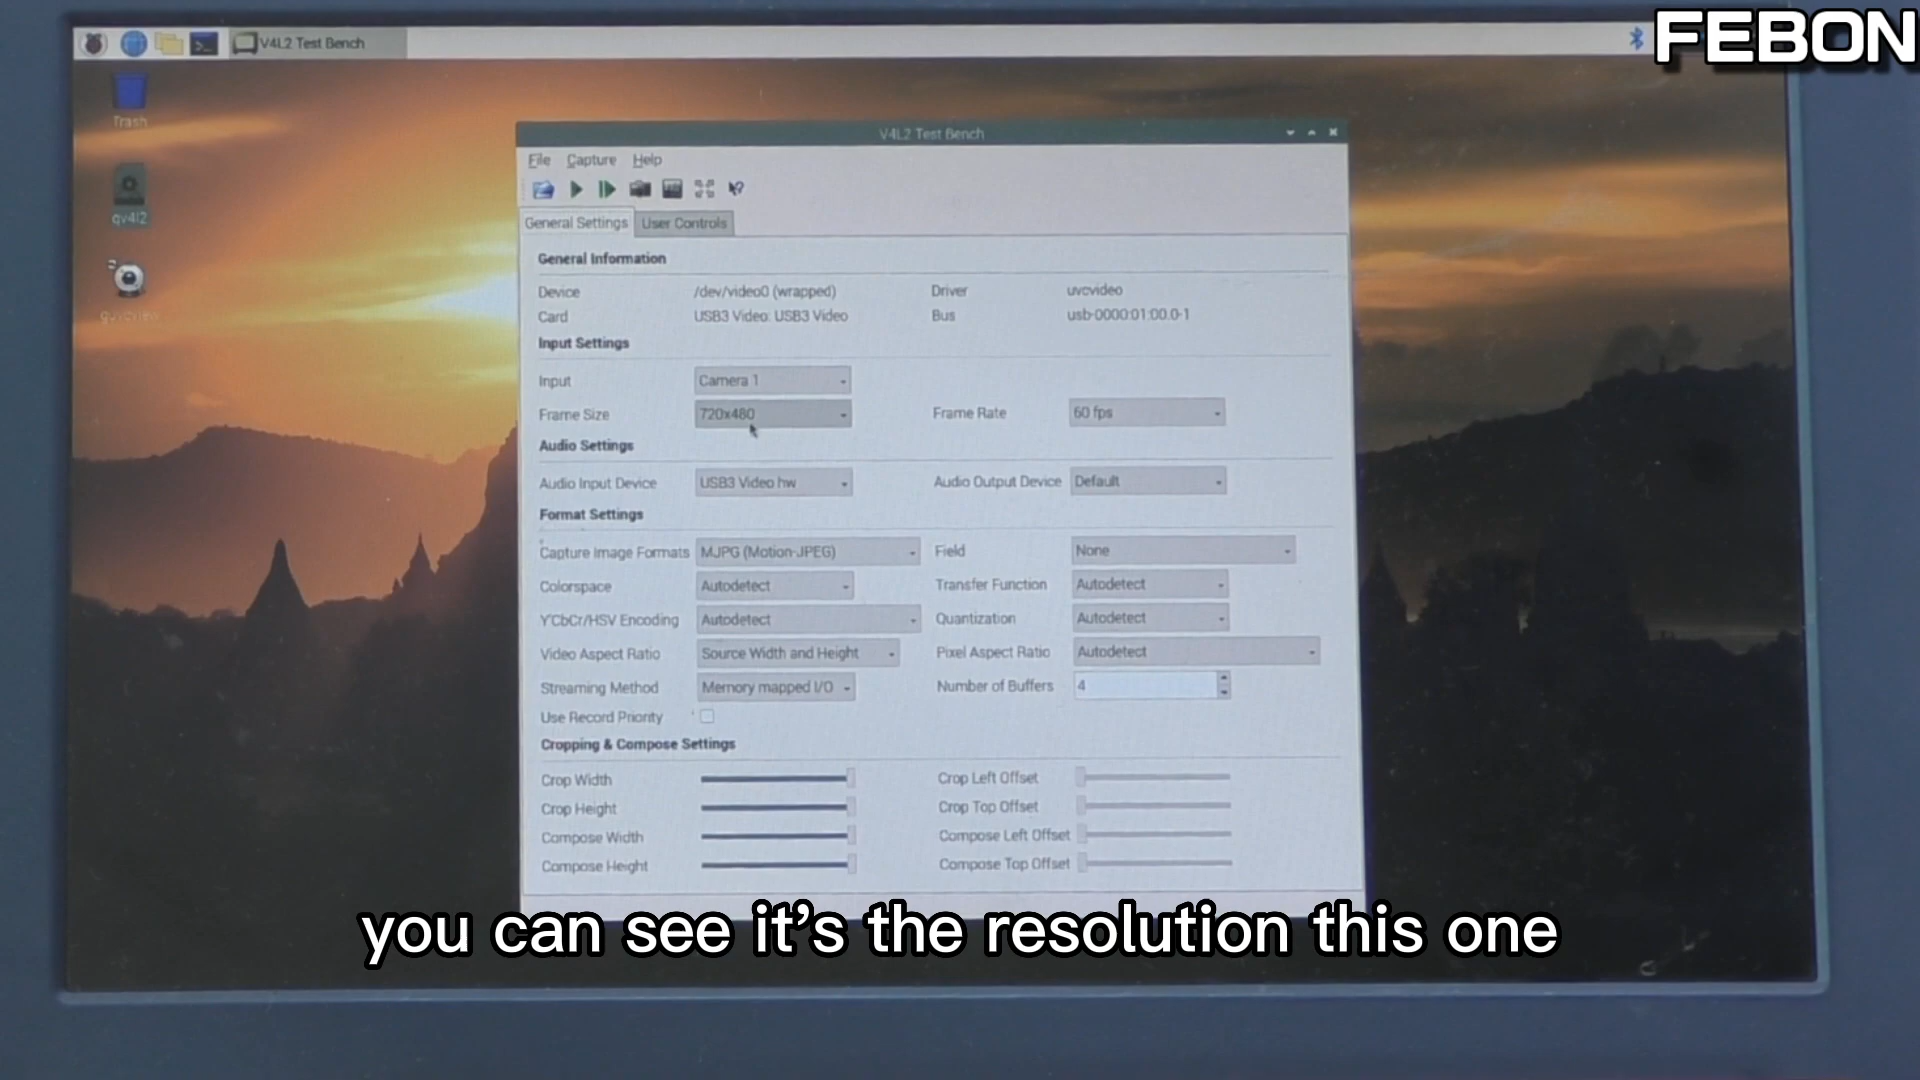 V4L2 Test Bench
FEBON
Trash
qv4l2
guvcview
V4L2 Test Bench
File Capture Help
General Settings User Controls
General Information
Device /dev/video0 (wrapped) Driver uvcvideo
Card USB3 Video: USB3 Video Bus usb-0000:01:00.0-1
Input Settings
Input Camera 1
Frame Size 720x480 Frame Rate 60 fps
Audio Settings
Audio Input Device USB3 Video hw Audio Output Device Default
Format Settings
Capture Image Formats MJPG (Motion-JPEG) Field None
Colorspace Autodetect Transfer Function Autodetect
Y'CbCr/HSV Encoding Autodetect Quantization Autodetect
Video Aspect Ratio Source Width and Height Pixel Aspect Ratio Autodetect
Streaming Method Memory mapped I/O Number of Buffers 4
Use Record Priority
Cropping & Compose Settings
Crop Width Crop Left Offset
Crop Height Crop Top Offset
Compose Width Compose Left Offset
Compose Height Compose Top Offset
you can see it's the resolution this one